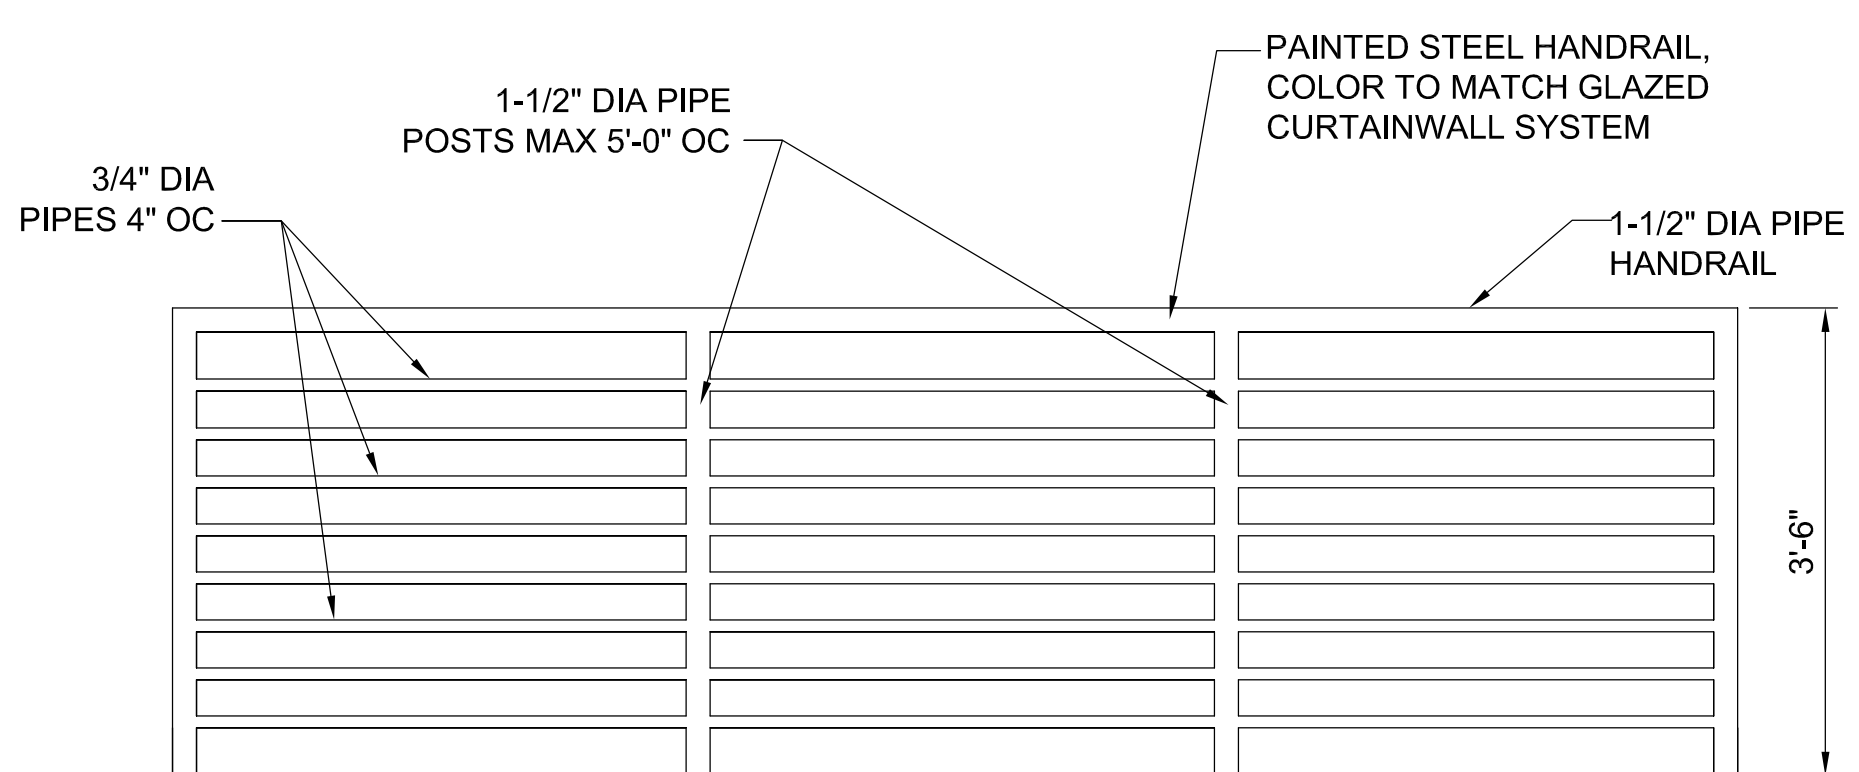 PAINTED STEEL HANDRAIL,
COLOR TO MATCH GLAZED
CURTAINWALL SYSTEM
1-1/2" DIA PIPE
POSTS MAX 5'-0" OC
3/4" DIA
PIPES 4" OC
1-1/2" DIA PIPE
HANDRAIL
3'-6"